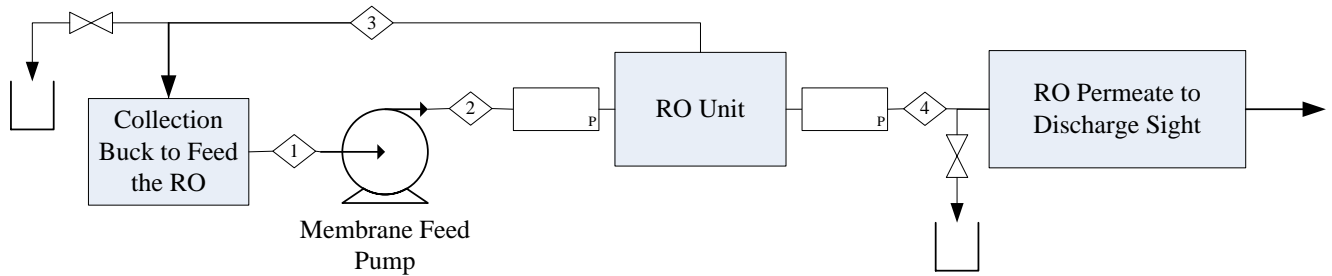 3
Collection
Buck to Feed
the RO
1
Membrane Feed
Pump
2
P
RO Unit
P
4
RO Permeate to
Discharge Sight